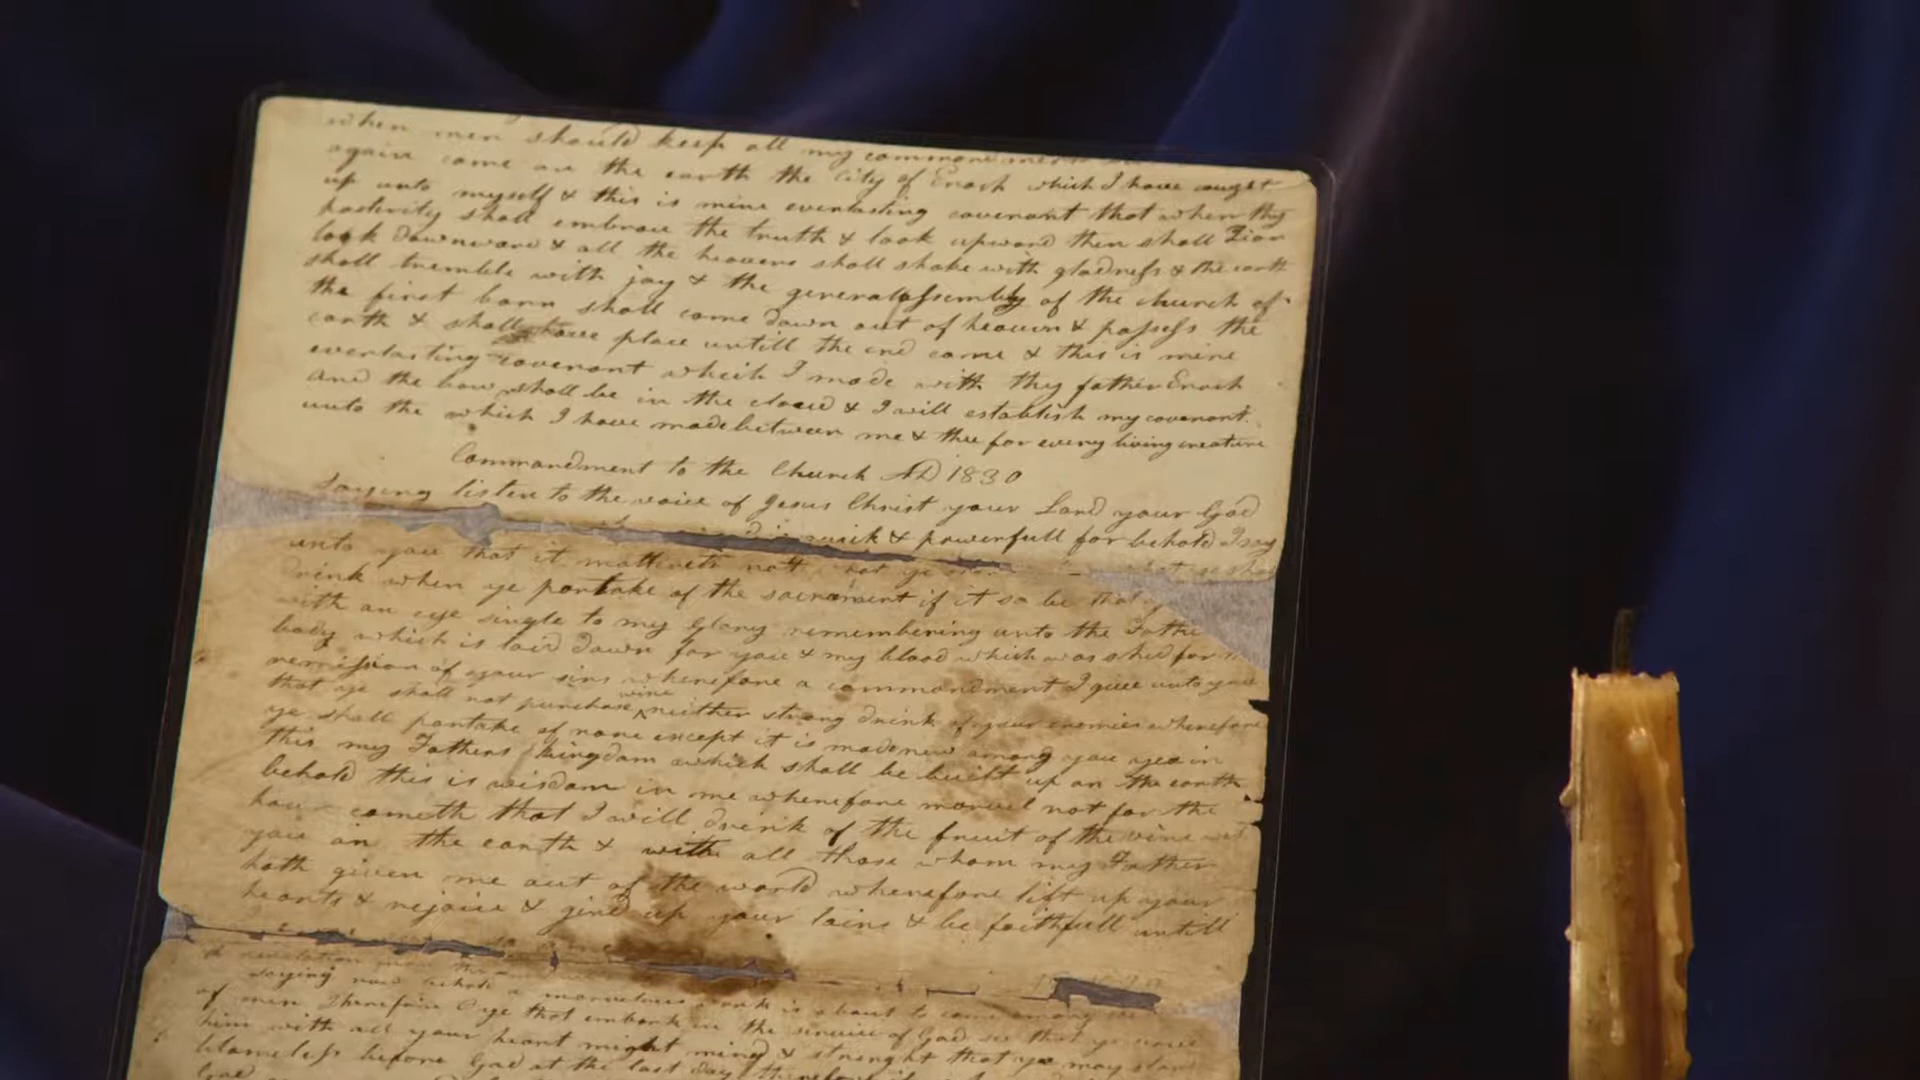 when men should keep all my commandments
again come on the earth the City of Enoch which I have caught
up unto myself & this is mine everlasting covenant that when thy
posterity shall embrace the truth & look upward then shall Zion
look downward & all the heavens shall shake with gladness & the earth
shall tremble with joy & the general assembly of the church of
the first born shall come down out of heaven & possess the
earth & shall have place untill the end come & this is mine
everlasting covenant which I made with thy father Enoch
And the bow shall be in the cloud & I will establish my covenant
unto thee which I have made between me & thee for every living creature
Commandment to the Church AD 1830
Saying listen to the voice of Jesus Christ your Lord your God
quick & powerfull for behold I say
unto you that it mattereth not
drink when ye partake of the sacrament if it so be that
with an eye single to my Glory remembering unto the Father
body which is laid down for you & my blood which was shed for
remission of your sins wherefore a commandment I give unto you
that ye shall not purchase wine neither strong drink of your enemies wherefore
ye shall partake of none except it is made new among you yea in
this my Fathers kingdom which shall be built up on the earth
behold this is wisdom in me wherefore marvel not for the
hour cometh that I will drink of the fruit of the vine with
you on the earth & with all those whom my Father
hath given me out of the world wherefore lift up your
hearts & rejoice & gird up your loins & be faithfull untill
A revelation
saying now behold a marvelous work is about to come among the
of men Therefore O ye that embark in the service of God see that ye serve
him with all your heart might mind & strenght that ye may stand
blameless before God at the last day therefore if
God